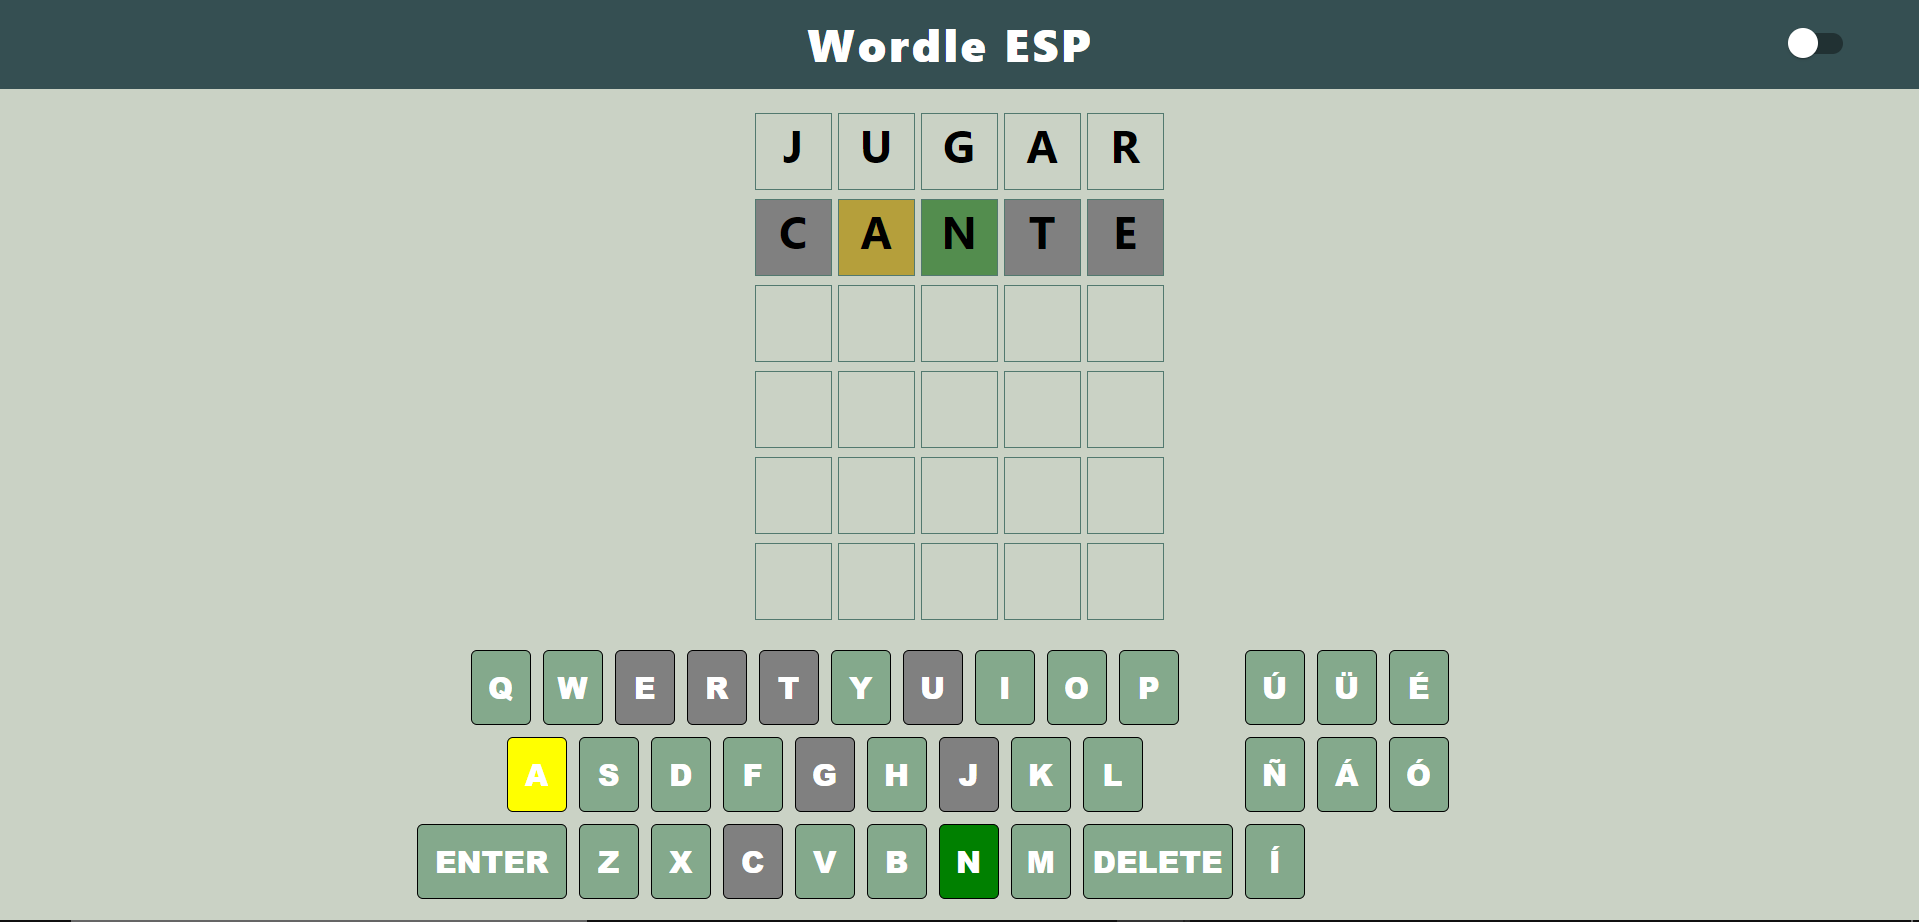 Wordle ESP
J U G A R
C A N T E
Q W E R T Y U I O P Ú Ü É
A S D F G H J K L Ñ Á Ó
ENTER Z X C V B N M DELETE Í